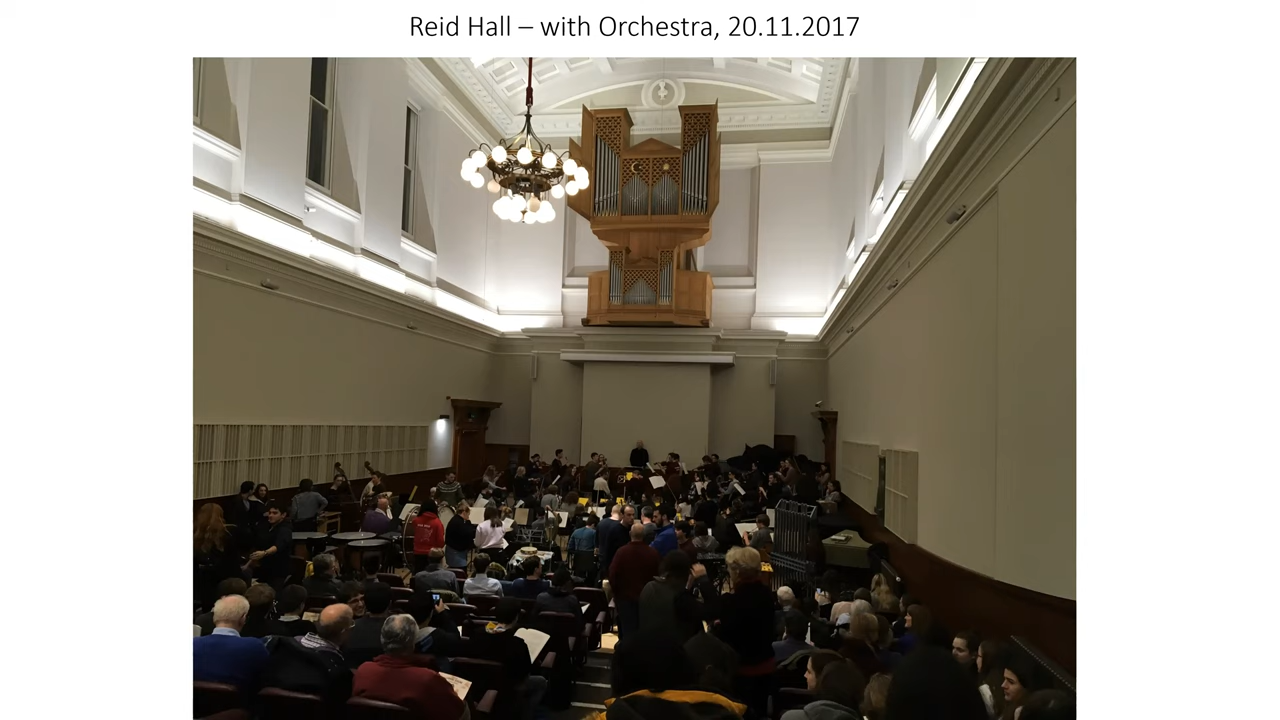 Reid Hall – with Orchestra, 20.11.2017